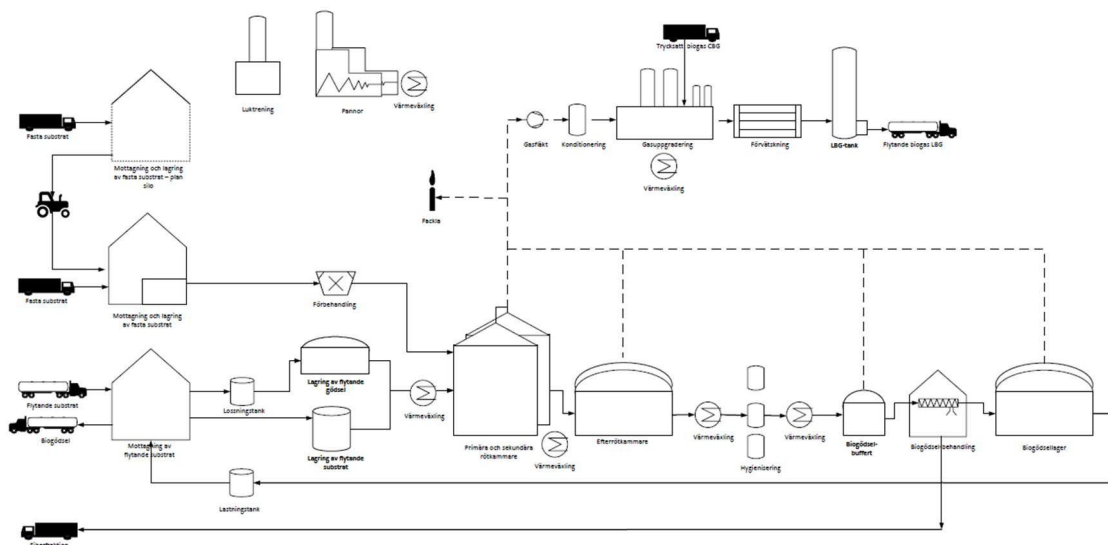 Trycksatt biogas CBG
Luktrening
Pannor
Värmeväxling
Fasta substrat
Mottagning och lagring
av fasta substrat – plan
silo
Gasfläkt
Konditionering
Gasuppgradering
Förvätskning
LBG-tank
Flytande biogas LBG
Värmeväxling
Fackla
Fasta substrat
Mottagning och lagring
av fasta substrat
Förbehandling
Flytande substrat
Biogödsel
Mottagning av
flytande substrat
Lossningstank
Lagring av flytande
gödsel
Lagring av flytande
substrat
Värmeväxling
Primära och sekundära
rötkammare
Värmeväxling
Efterrötkammare
Värmeväxling
Hygienisering
Värmeväxling
Biogödsel-
buffert
Biogödselbehandling
Biogödsellager
Lastningstank